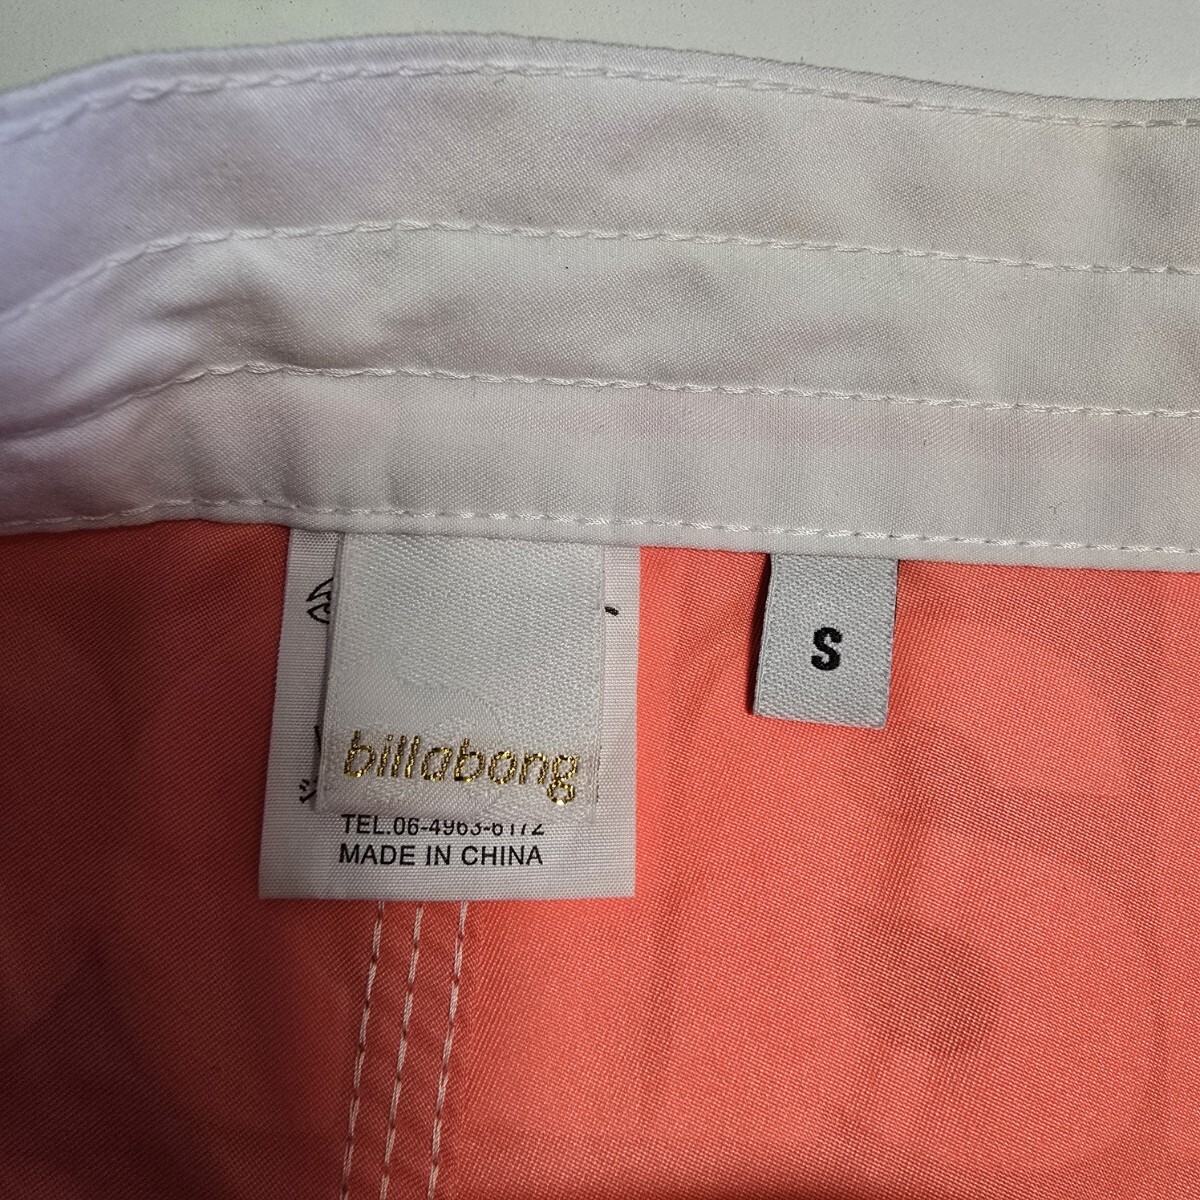 billabong
S
TEL.06-4963-6172
MADE IN CHINA